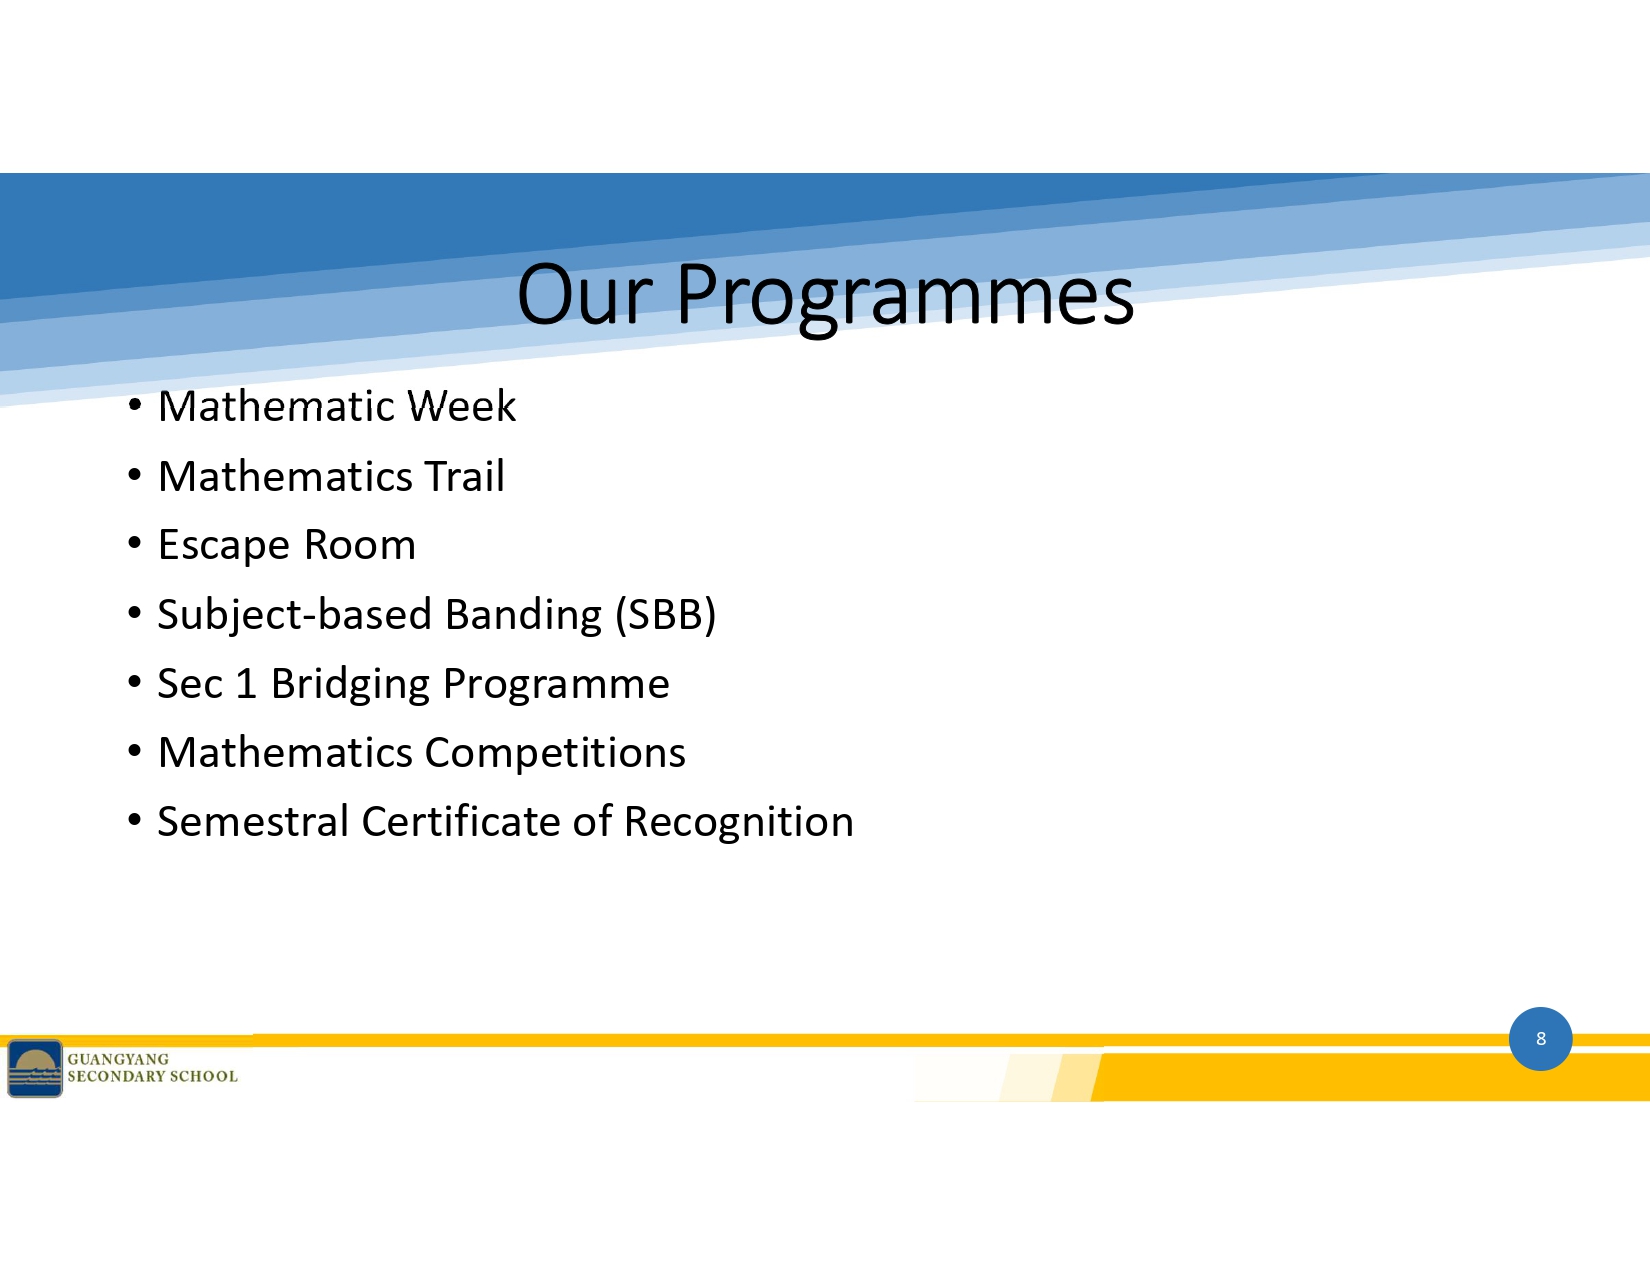 Our Programmes
• Mathematic Week
• Mathematics Trail
• Escape Room
• Subject-based Banding (SBB)
• Sec 1 Bridging Programme
• Mathematics Competitions
• Semestral Certificate of Recognition
8
GUANGYANG
SECONDARY SCHOOL